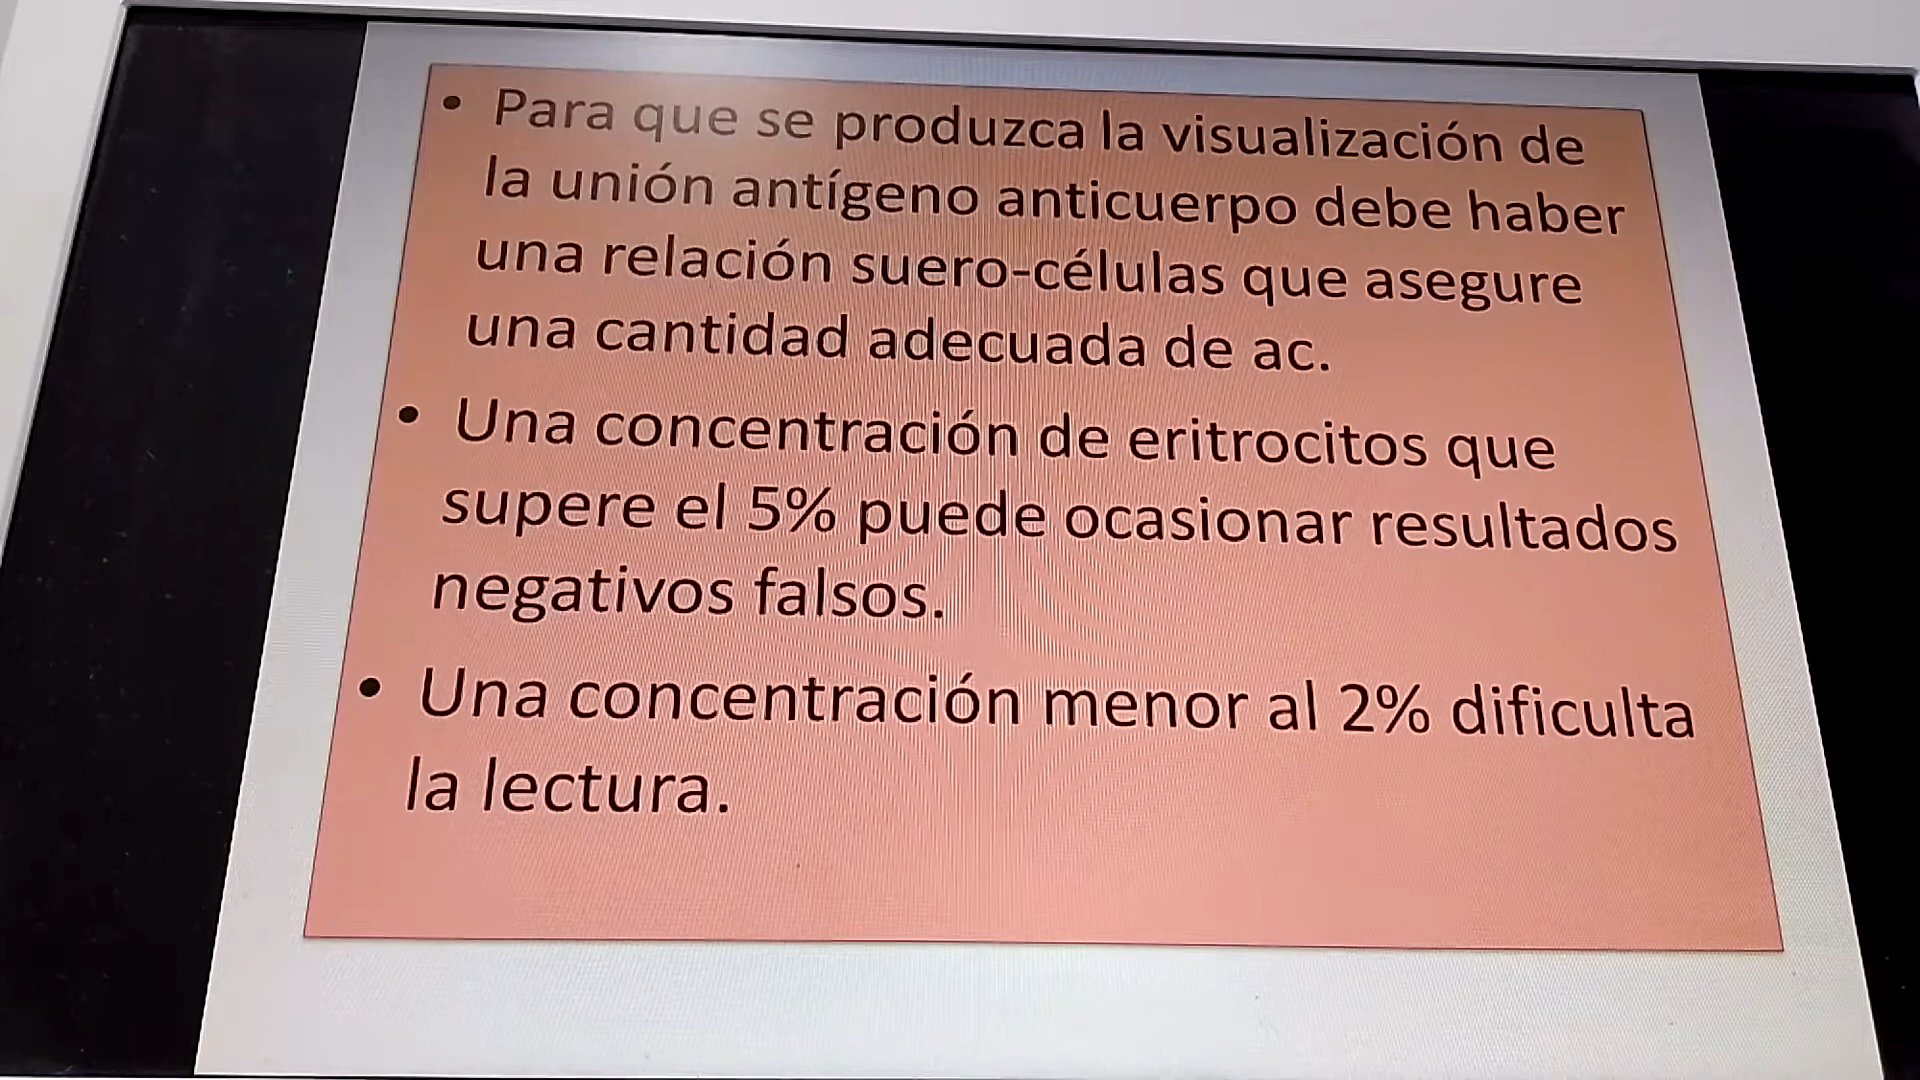 • Para que se produzca la visualización de
la unión antígeno anticuerpo debe haber
una relación suero-células que asegure
una cantidad adecuada de ac.
• Una concentración de eritrocitos que
supere el 5% puede ocasionar resultados
negativos falsos.
• Una concentración menor al 2% dificulta
la lectura.